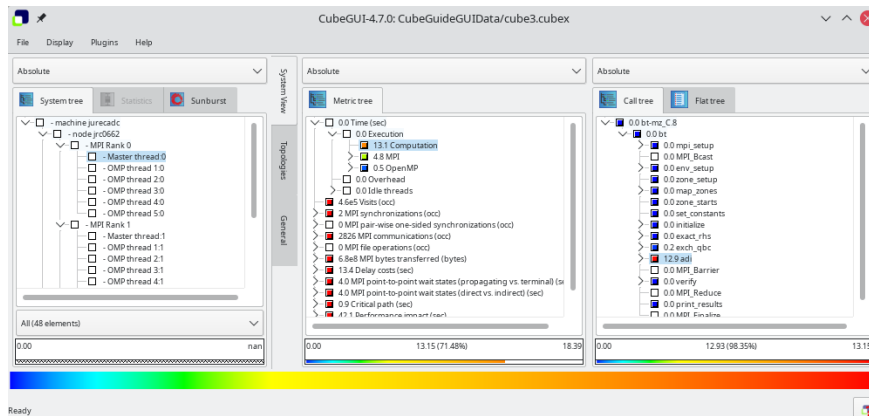 CubeGUI-4.7.0: CubeGuideGUIData/cube3.cubex
File Display Plugins Help
Absolute
System tree Statistics Sunburst
- machine jurecadc
- node jrc0662
- MPI Rank 0
- Master thread:0
- OMP thread 1:0
- OMP thread 2:0
- OMP thread 3:0
- OMP thread 4:0
- OMP thread 5:0
- MPI Rank 1
- Master thread:1
- OMP thread 1:1
- OMP thread 2:1
- OMP thread 3:1
- OMP thread 4:1
All (48 elements)
0.00 nan
System View
Topologies
General
Absolute
Metric tree
0.0 Time (sec)
0.0 Execution
13.1 Computation
4.8 MPI
0.5 OpenMP
0.0 Overhead
0.0 Idle threads
4.6e5 Visits (occ)
2 MPI synchronizations (occ)
0 MPI pair-wise one-sided synchronizations (occ)
2826 MPI communications (occ)
0 MPI file operations (occ)
6.8e8 MPI bytes transferred (bytes)
13.4 Delay costs (sec)
4.0 MPI point-to-point wait states (propagating vs. terminal) (se
4.0 MPI point-to-point wait states (direct vs. indirect) (sec)
0.9 Critical path (sec)
42.1 Performance impact (sec)
0.00 13.15 (71.48%) 18.39
Absolute
Call tree Flat tree
0.0 bt-mz_C.8
0.0 bt
0.0 mpi_setup
0.0 MPI_Bcast
0.0 env_setup
0.0 zone_setup
0.0 map_zones
0.0 zone_starts
0.0 set_constants
0.0 initialize
0.0 exact_rhs
0.2 exch_qbc
12.9 adi
0.0 MPI_Barrier
0.0 verify
0.0 MPI_Reduce
0.0 print_results
0.0 MPI_Finalize
0.00 12.93 (98.35%) 13.15
Ready